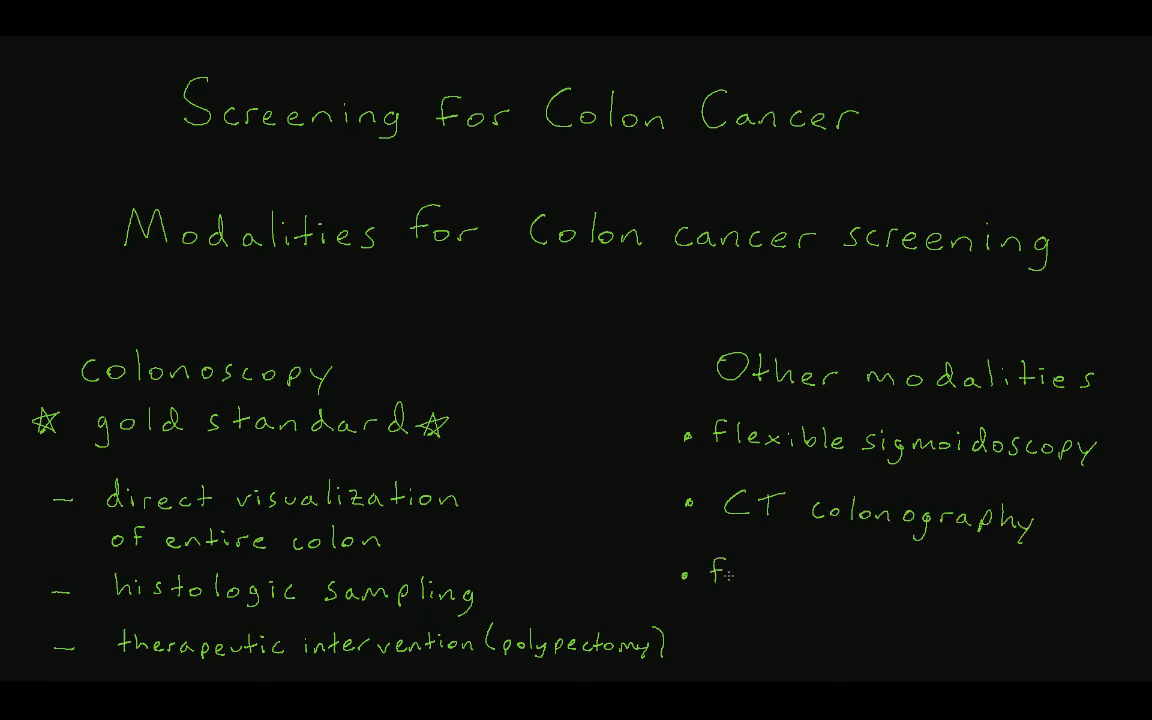 Screening for Colon Cancer
Modalities for Colon cancer screening
colonoscopy
☆ gold standard ☆
- direct visualization
of entire colon
- histologic sampling
- therapeutic intervention (polypectomy)
Other modalities
• flexible sigmoidoscopy
• CT colonography
• f